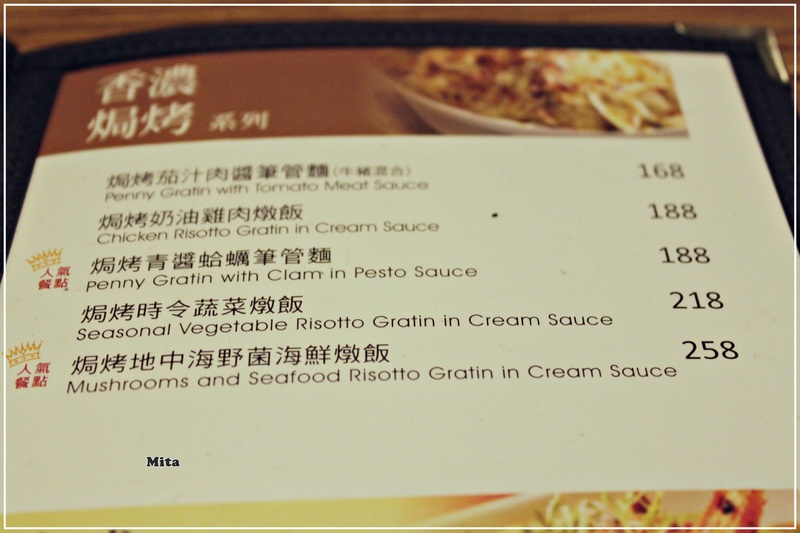 香濃
焗烤 系列
焗烤茄汁肉醬筆管麵(牛豬混合) 168
Penny Gratin with Tomato Meat Sauce
焗烤奶油雞肉燉飯 188
Chicken Risotto Gratin in Cream Sauce
人氣
餐點
焗烤青醬蛤蠣筆管麵 188
Penny Gratin with Clam in Pesto Sauce
焗烤時令蔬菜燉飯 218
Seasonal Vegetable Risotto Gratin in Cream Sauce
人氣
餐點
焗烤地中海野菌海鮮燉飯 258
Mushrooms and Seafood Risotto Gratin in Cream Sauce
Mita